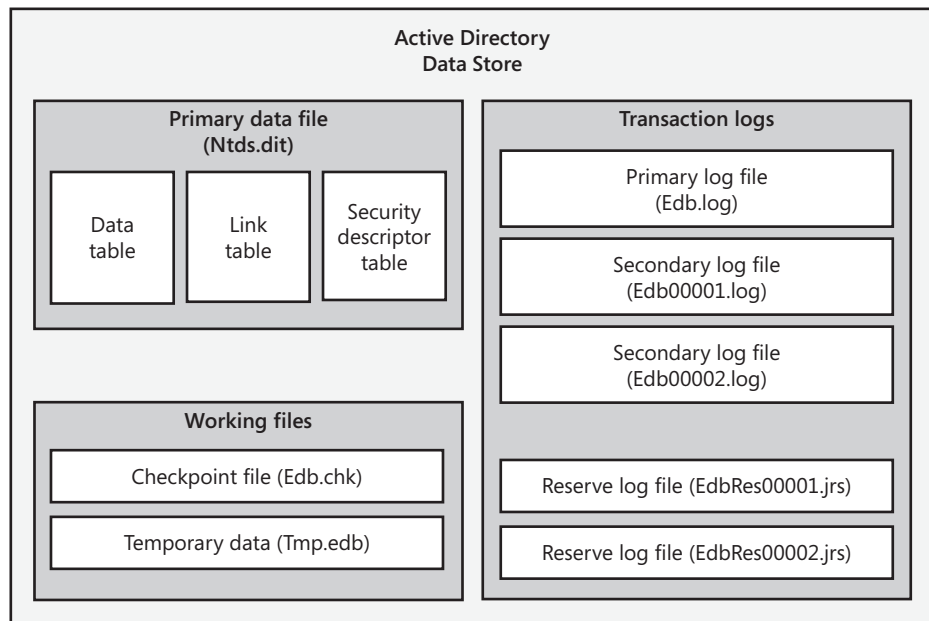 Active Directory
Data Store
Primary data file
(Ntds.dit)
Data
table
Link
table
Security
descriptor
table
Working files
Checkpoint file (Edb.chk)
Temporary data (Tmp.edb)
Transaction logs
Primary log file
(Edb.log)
Secondary log file
(Edb00001.log)
Secondary log file
(Edb00002.log)
Reserve log file (EdbRes00001.jrs)
Reserve log file (EdbRes00002.jrs)